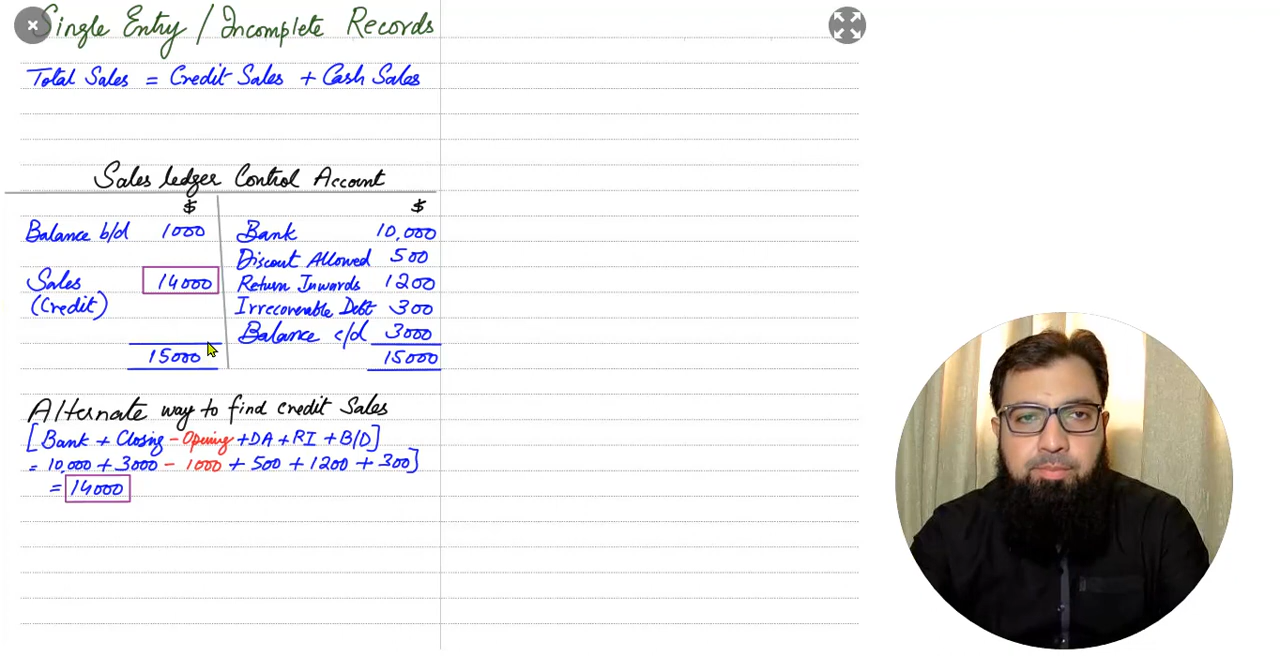 Single Entry / Incomplete Records
Total Sales = Credit Sales + Cash Sales
Sales ledger Control Account
$ $
Balance b/d 1000 Bank 10,000
Discout Allowed 500
Sales 14000 Return Inwards 1200
(Credit) Irrecoverable Debt 300
Balance c/d 3000
15000 15000
Alternate way to find credit Sales
[Bank + Closing - Opening + DA + RI + B/D]
= 10,000 + 3000 - 1000 + 500 + 1200 + 300]
= 14000